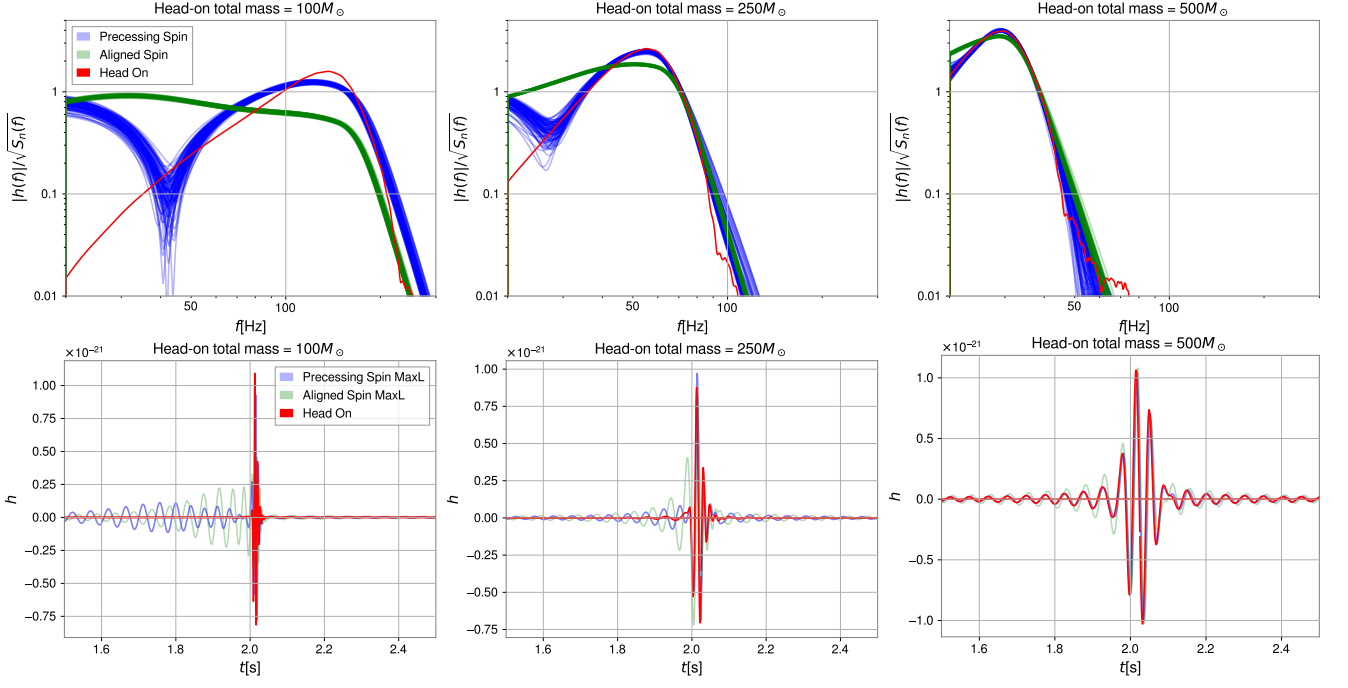 Head-on total mass = 100M⊙
Precessing Spin
Aligned Spin
Head On
|h(f)|/√Sn(f)
1
0.1
0.01
50
100
f[Hz]
Head-on total mass = 250M⊙
|h(f)|/√Sn(f)
1
0.1
0.01
50
100
f[Hz]
Head-on total mass = 500M⊙
|h(f)|/√Sn(f)
1
0.1
0.01
50
100
f[Hz]
×10−21
Head-on total mass = 100M⊙
Precessing Spin MaxL
Aligned Spin MaxL
Head On
h
1.00
0.75
0.50
0.25
0.00
−0.25
−0.50
−0.75
1.6
1.8
2.0
2.2
2.4
t[s]
×10−21
Head-on total mass = 250M⊙
h
1.00
0.75
0.50
0.25
0.00
−0.25
−0.50
−0.75
1.6
1.8
2.0
2.2
2.4
t[s]
×10−21
Head-on total mass = 500M⊙
h
1.0
0.5
0.0
−0.5
−1.0
1.6
1.8
2.0
2.2
2.4
t[s]